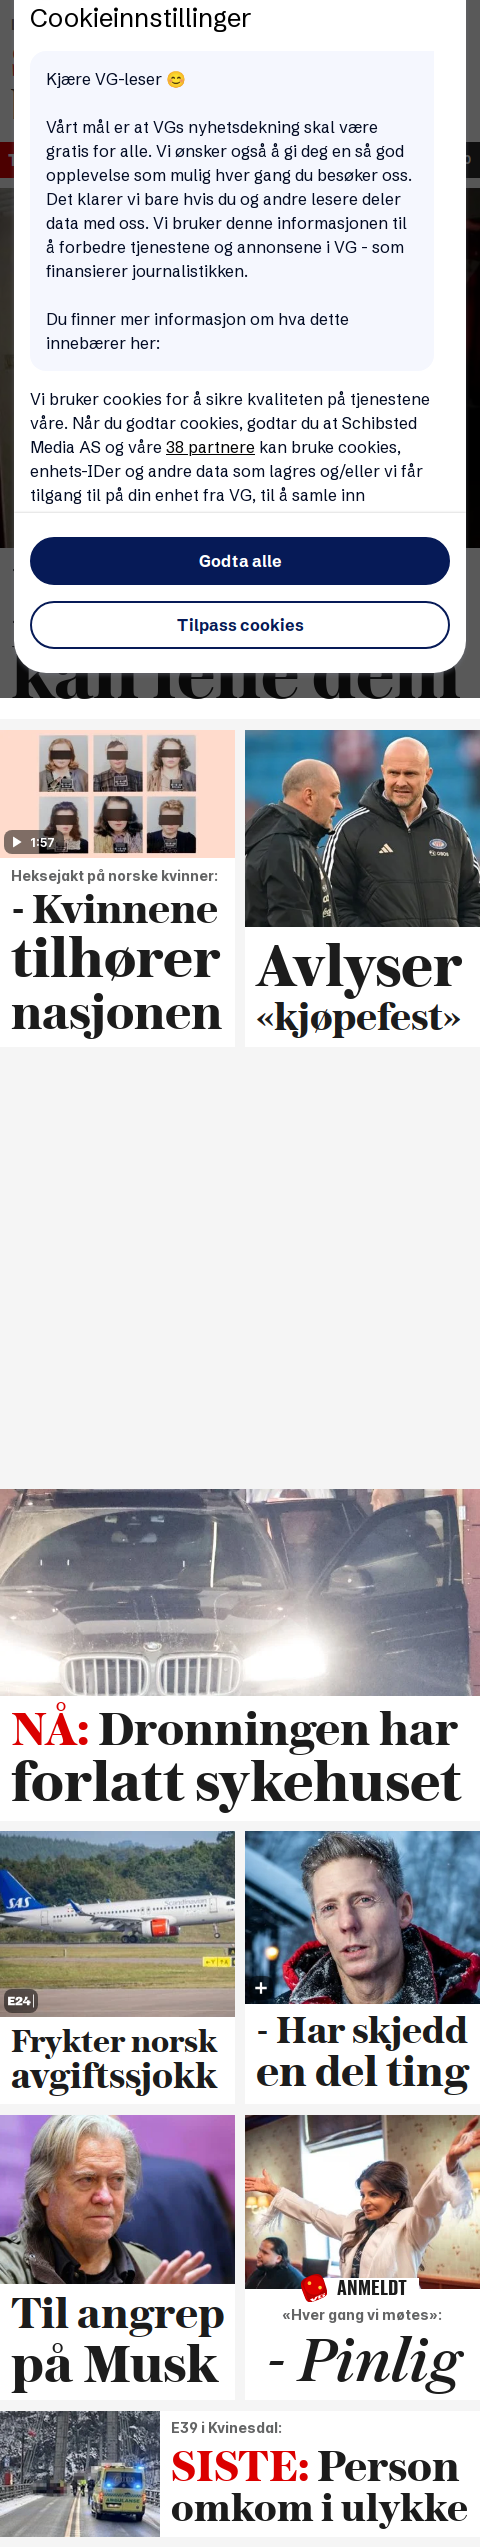 Cookieinnstillinger
Kjære VG-leser 😊
Vårt mål er at VGs nyhetsdekning skal være
gratis for alle. Vi ønsker også å gi deg en så god
opplevelse som mulig hver gang du besøker oss.
Det klarer vi bare hvis du og andre lesere deler
data med oss. Vi bruker denne informasjonen til
å forbedre tjenestene og annonsene i VG - som
finansierer journalistikken.
Du finner mer informasjon om hva dette
innebærer her:
Vi bruker cookies for å sikre kvaliteten på tjenestene
våre. Når du godtar cookies, godtar du at Schibsted
Media AS og våre 38 partnere kan bruke cookies,
enhets-IDer og andre data som lagres og/eller vi får
tilgang til på din enhet fra VG, til å samle inn
Godta alle
Tilpass cookies
kan felle dem
1:57
Heksejakt på norske kvinner:
- Kvinnene
tilhører
nasjonen
Avlyser
«kjøpefest»
NÅ: Dronningen har
forlatt sykehuset
SAS
Scandinavian
E24
Frykter norsk
avgiftssjokk
- Har skjedd
en del ting
Til angrep
på Musk
ANMELDT
«Hver gang vi møtes»:
- Pinlig
AMBULANSE
E39 i Kvinesdal:
SISTE: Person
omkom i ulykke